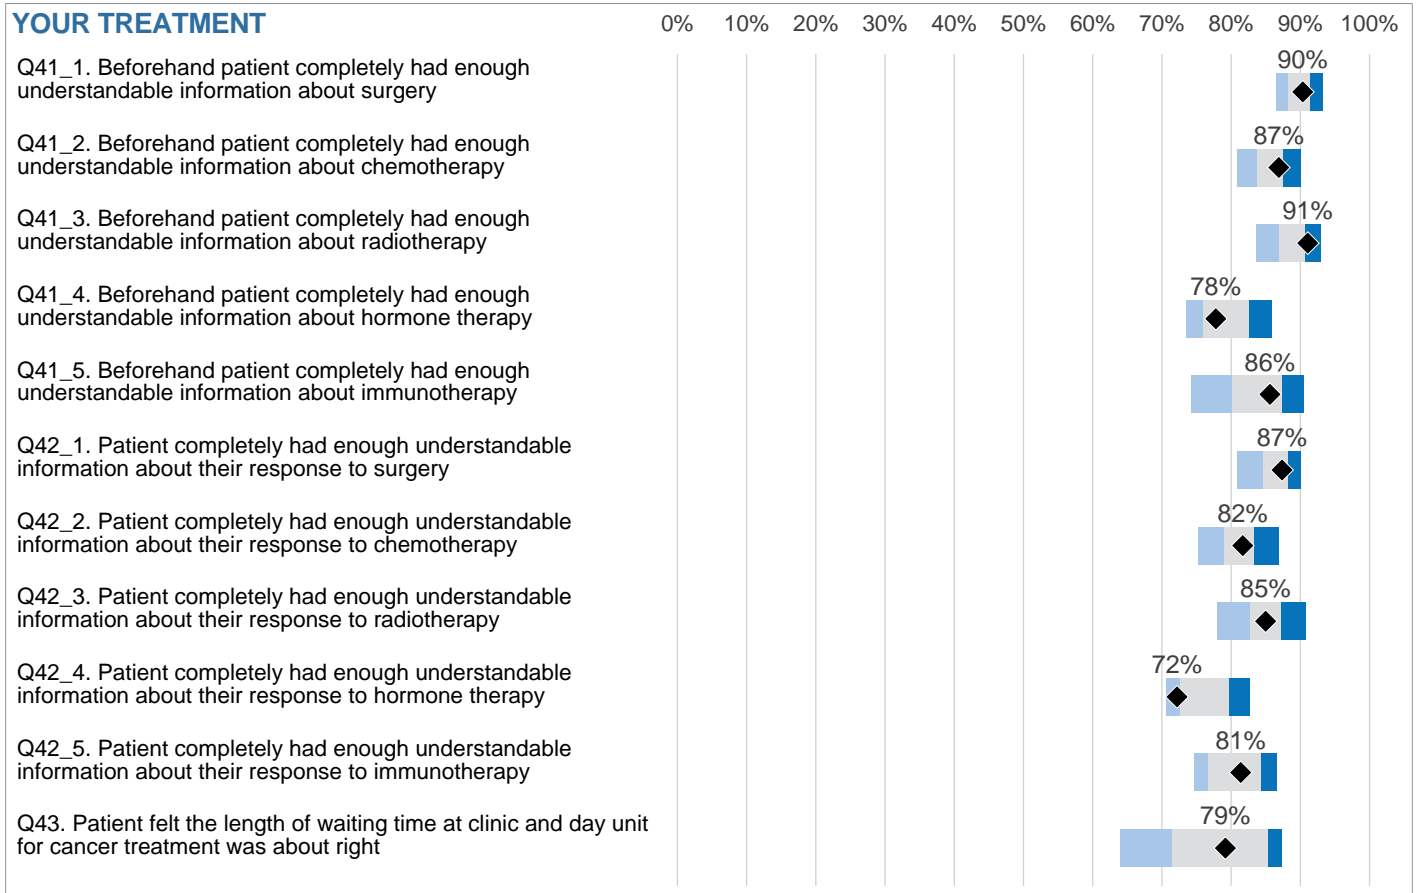 YOUR TREATMENT
0% 10% 20% 30% 40% 50% 60% 70% 80% 90% 100%
Q41_1. Beforehand patient completely had enough
understandable information about surgery
90%
Q41_2. Beforehand patient completely had enough
understandable information about chemotherapy
87%
Q41_3. Beforehand patient completely had enough
understandable information about radiotherapy
91%
Q41_4. Beforehand patient completely had enough
understandable information about hormone therapy
78%
Q41_5. Beforehand patient completely had enough
understandable information about immunotherapy
86%
Q42_1. Patient completely had enough understandable
information about their response to surgery
87%
Q42_2. Patient completely had enough understandable
information about their response to chemotherapy
82%
Q42_3. Patient completely had enough understandable
information about their response to radiotherapy
85%
Q42_4. Patient completely had enough understandable
information about their response to hormone therapy
72%
Q42_5. Patient completely had enough understandable
information about their response to immunotherapy
81%
Q43. Patient felt the length of waiting time at clinic and day unit
for cancer treatment was about right
79%